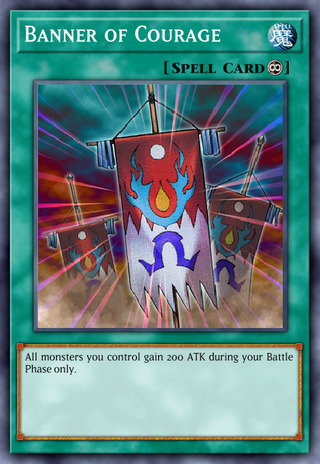 Banner of Courage
魔
[Spell Card∞]
All monsters you control gain 200 ATK during your Battle
Phase only.